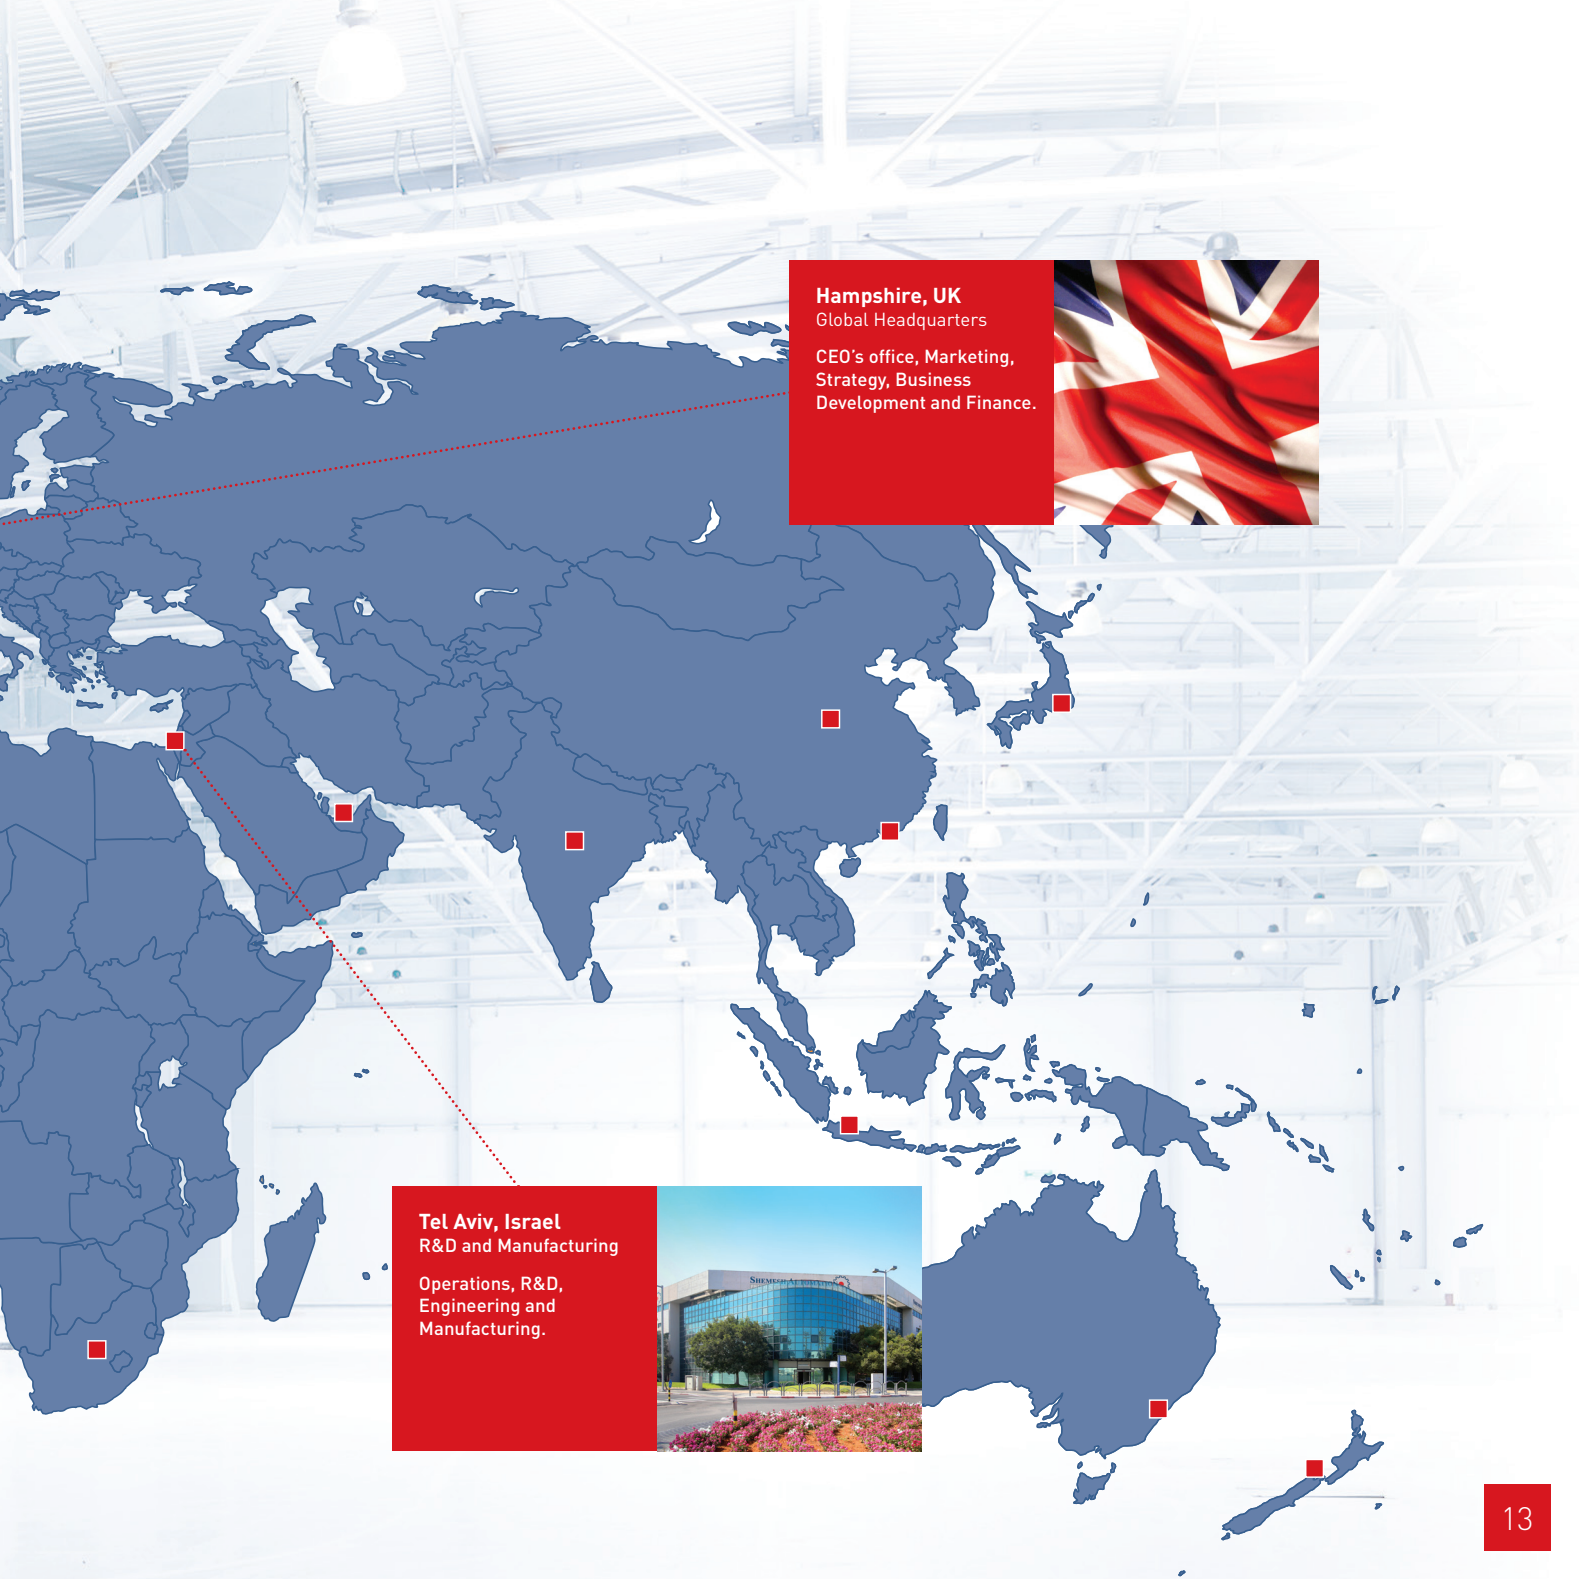 Hampshire, UK
Global Headquarters
CEO's office, Marketing,
Strategy, Business
Development and Finance.
Tel Aviv, Israel
R&D and Manufacturing
Operations, R&D,
Engineering and
Manufacturing.
13